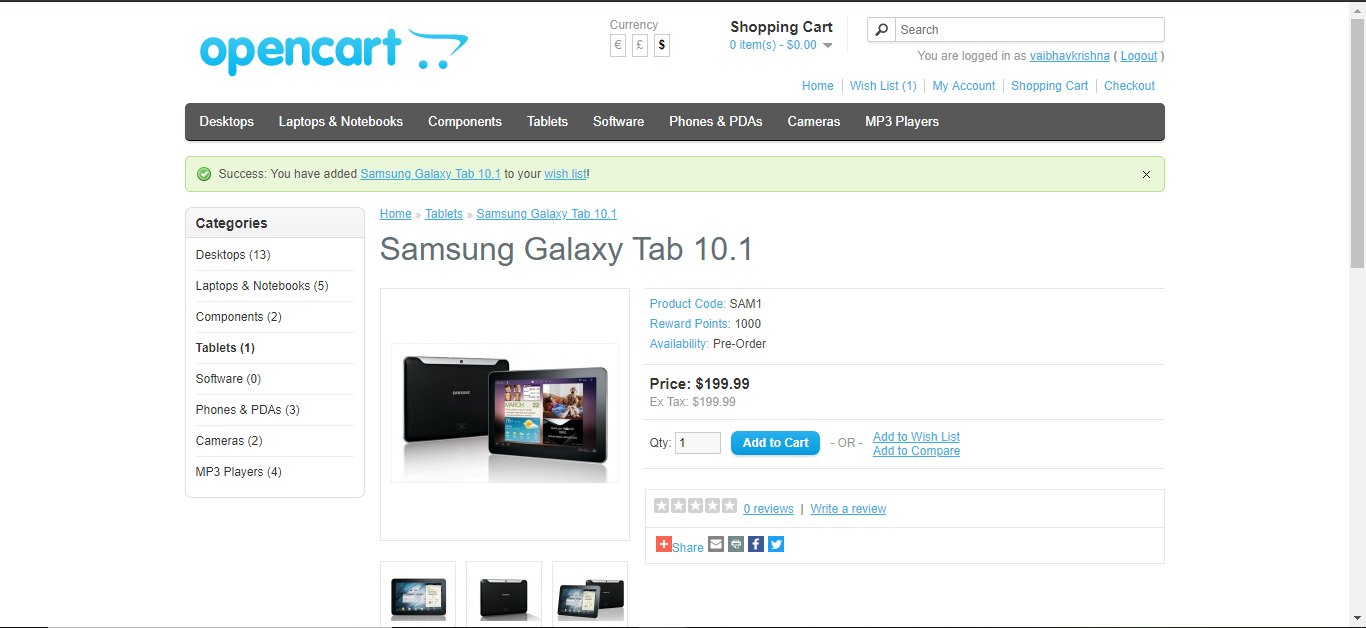 opencart
Currency
€ £ $
Shopping Cart
0 item(s) - $0.00
Search
You are logged in as vaibhavkrishna ( Logout )
Home Wish List (1) My Account Shopping Cart Checkout
Desktops Laptops & Notebooks Components Tablets Software Phones & PDAs Cameras MP3 Players
Success: You have added Samsung Galaxy Tab 10.1 to your wish list!
Categories
Desktops (13)
Laptops & Notebooks (5)
Components (2)
Tablets (1)
Software (0)
Phones & PDAs (3)
Cameras (2)
MP3 Players (4)
Home » Tablets » Samsung Galaxy Tab 10.1
Samsung Galaxy Tab 10.1
SAMSUNG
MARCH 22
Product Code: SAM1
Reward Points: 1000
Availability: Pre-Order
Price: $199.99
Ex Tax: $199.99
Qty: 1 Add to Cart - OR - Add to Wish List
Add to Compare
0 reviews | Write a review
Share